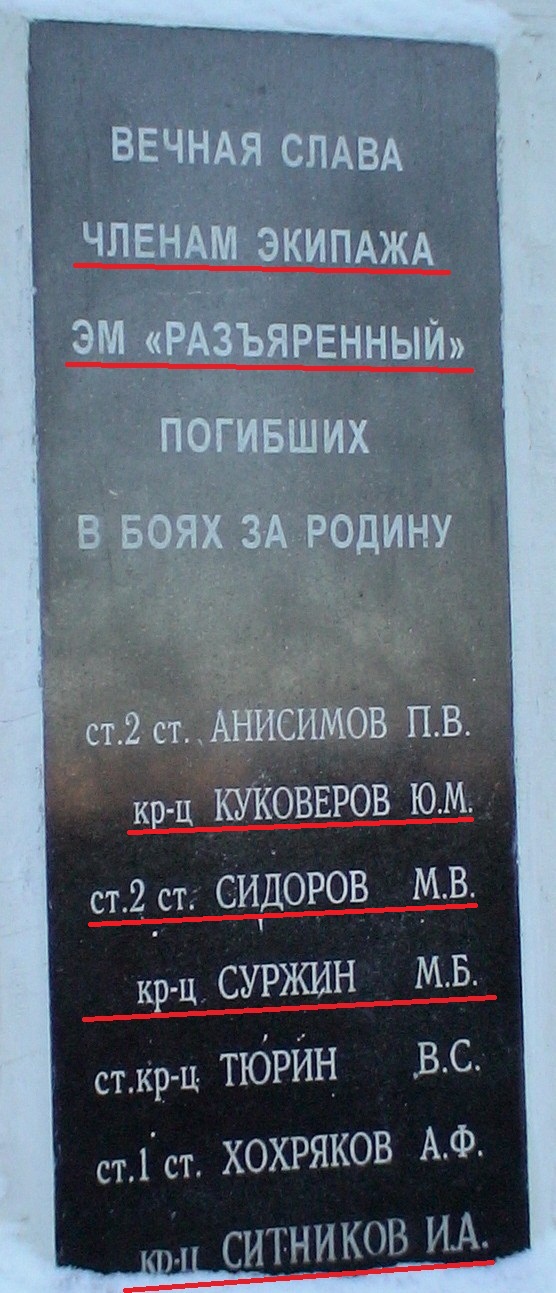 ВЕЧНАЯ СЛАВА
ЧЛЕНАМ ЭКИПАЖА
ЭМ «РАЗЪЯРЕННЫЙ»
ПОГИБШИХ
В БОЯХ ЗА РОДИНУ
ст.2 ст. АНИСИМОВ П.В.
кр-ц КУКОВЕРОВ Ю.М.
ст.2 ст. СИДОРОВ М.В.
кр-ц СУРЖИН М.Б.
ст.кр-ц ТЮРИН В.С.
ст.1 ст. ХОХРЯКОВ А.Ф.
кр-ц СИТНИКОВ И.А.